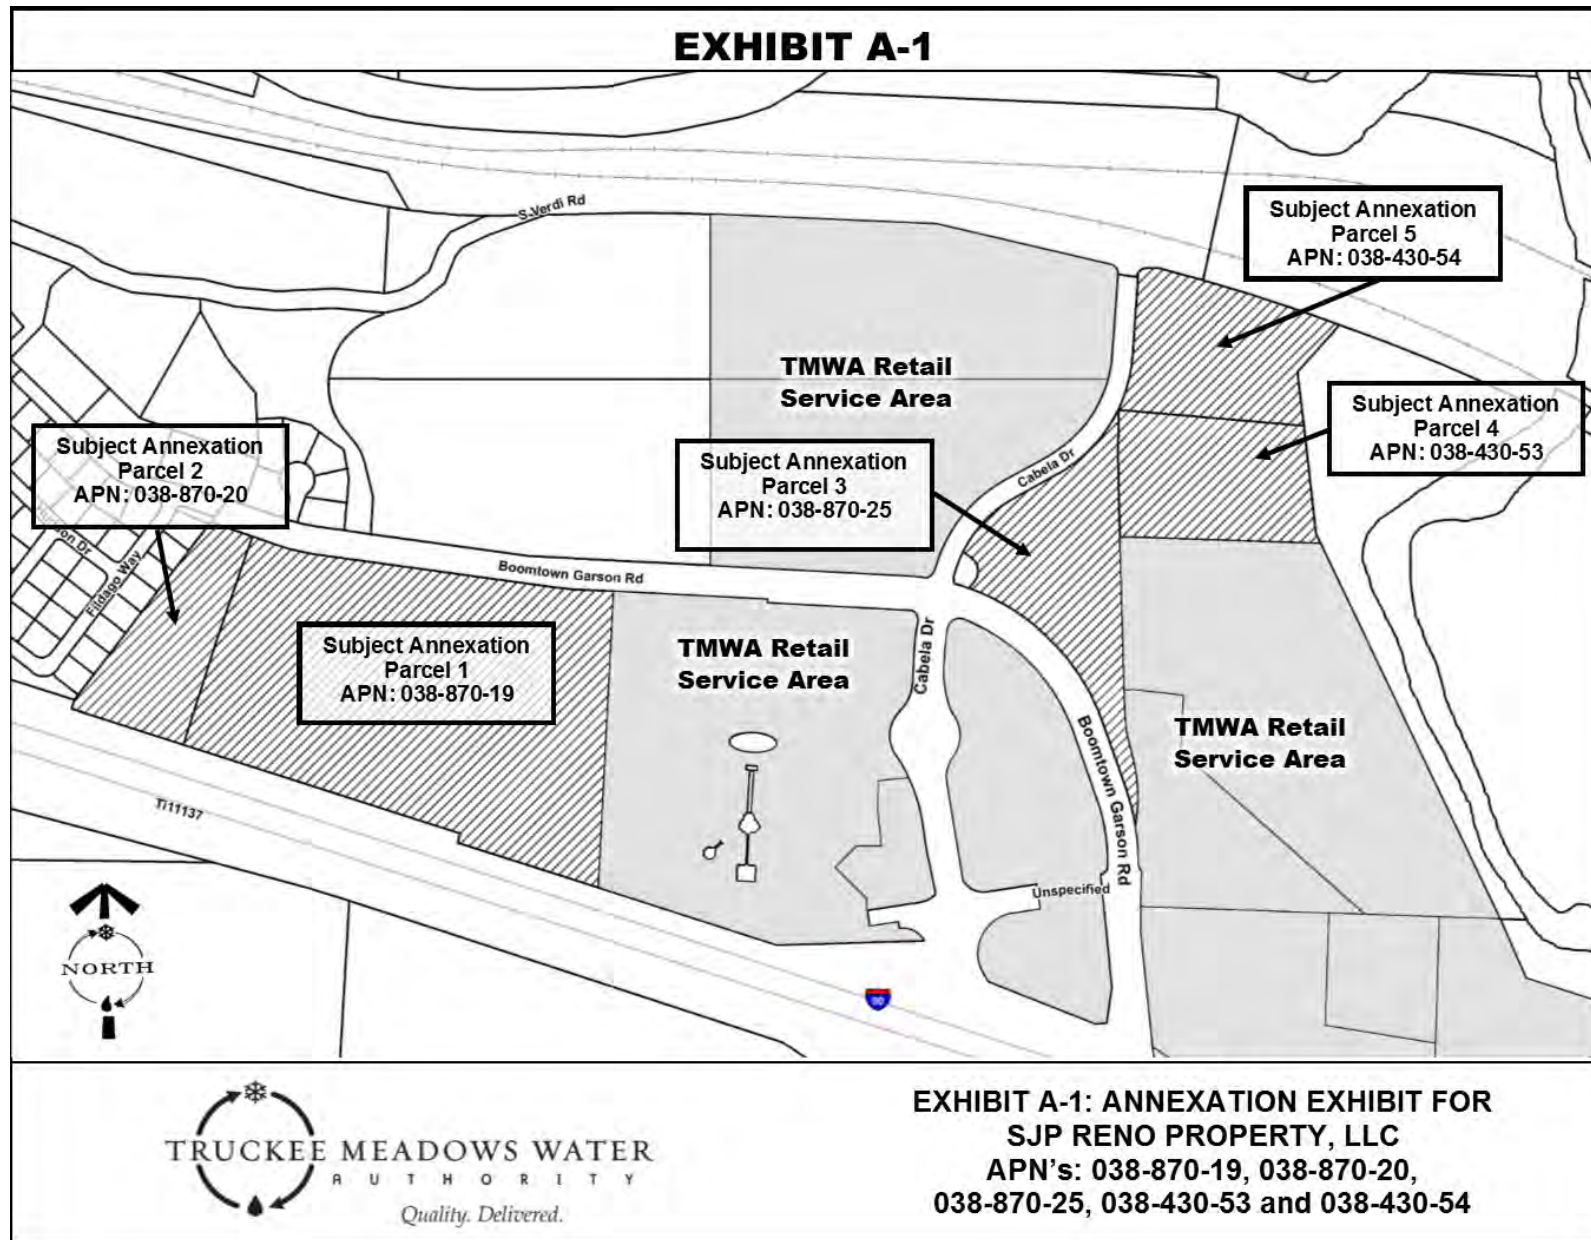 EXHIBIT A-1
S Verdi Rd
Subject Annexation
Parcel 5
APN: 038-430-54
TMWA Retail
Service Area
Subject Annexation
Parcel 4
APN: 038-430-53
Subject Annexation
Parcel 2
APN: 038-870-20
Subject Annexation
Parcel 3
APN: 038-870-25
Cabela Dr
Dr
Fildago Way
Boomtown Garson Rd
Subject Annexation
Parcel 1
APN: 038-870-19
TMWA Retail
Service Area
Cabela Dr
Boomtown Garson Rd
TMWA Retail
Service Area
Ti11137
Unspecified
NORTH
80
TRUCKEE MEADOWS WATER
AUTHORITY
Quality. Delivered.
EXHIBIT A-1: ANNEXATION EXHIBIT FOR
SJP RENO PROPERTY, LLC
APN's: 038-870-19, 038-870-20,
038-870-25, 038-430-53 and 038-430-54